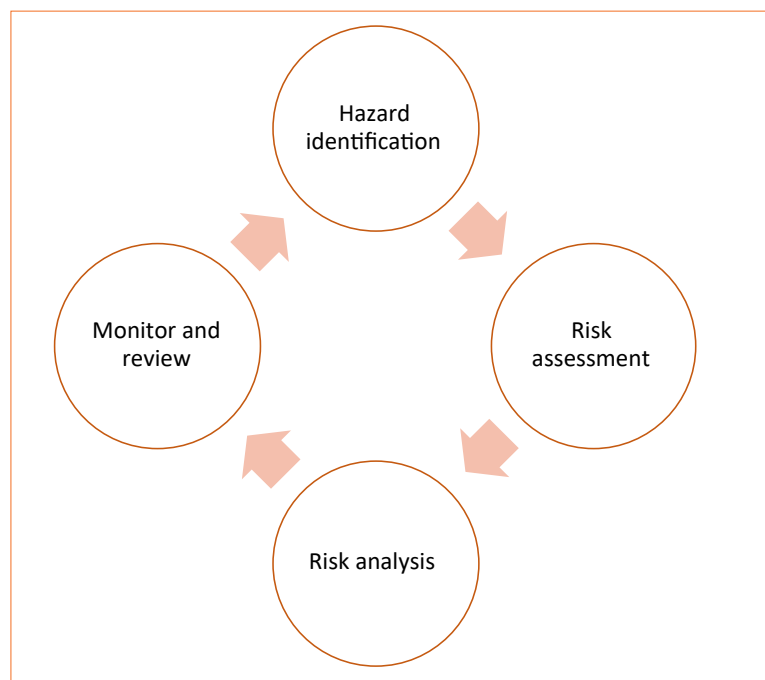 Hazard
identification
Risk
assessment
Risk analysis
Monitor and
review